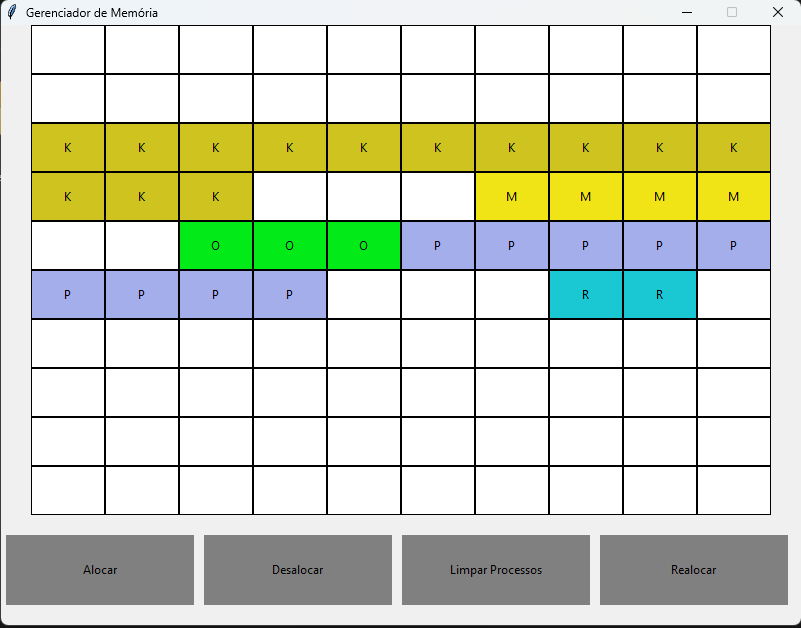 Gerenciador de Memória
K K K K K K K K K K
K K K M M M M
O O O P P P P P
P P P P R R
Alocar Desalocar Limpar Processos Realocar